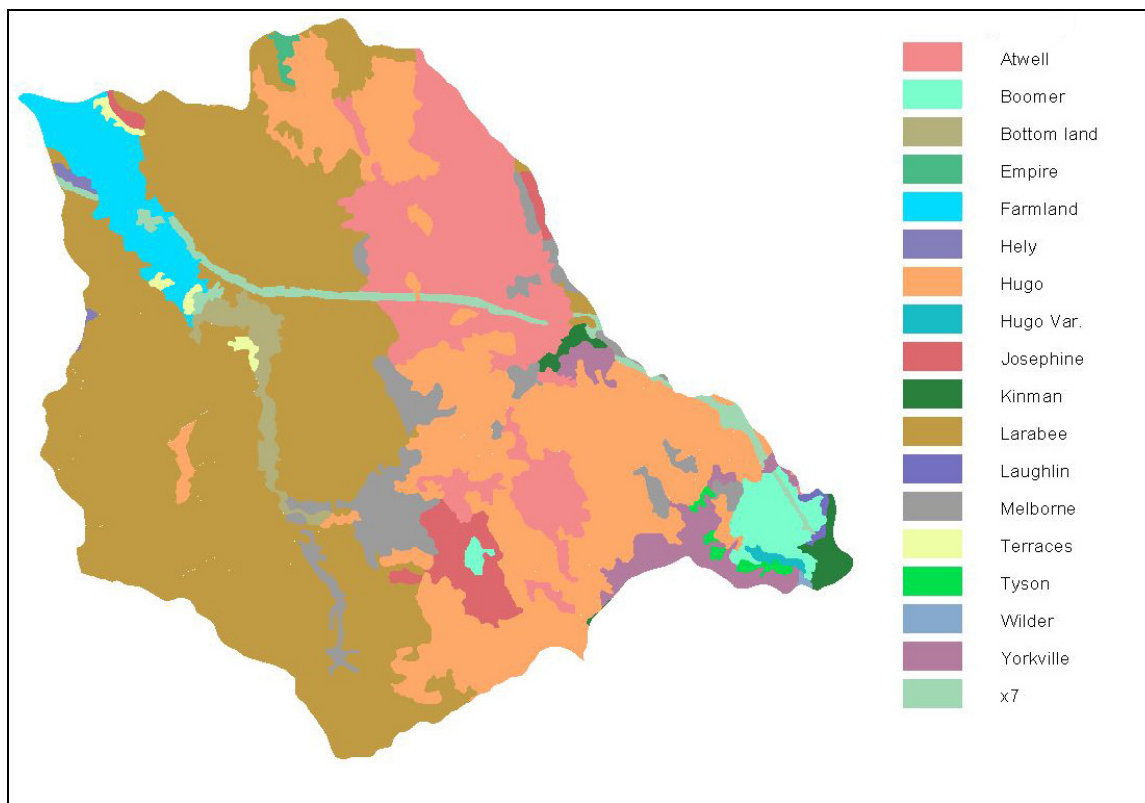 Atwell
Boomer
Bottom land
Empire
Farmland
Hely
Hugo
Hugo Var.
Josephine
Kinman
Larabee
Laughlin
Melborne
Terraces
Tyson
Wilder
Yorkville
x7